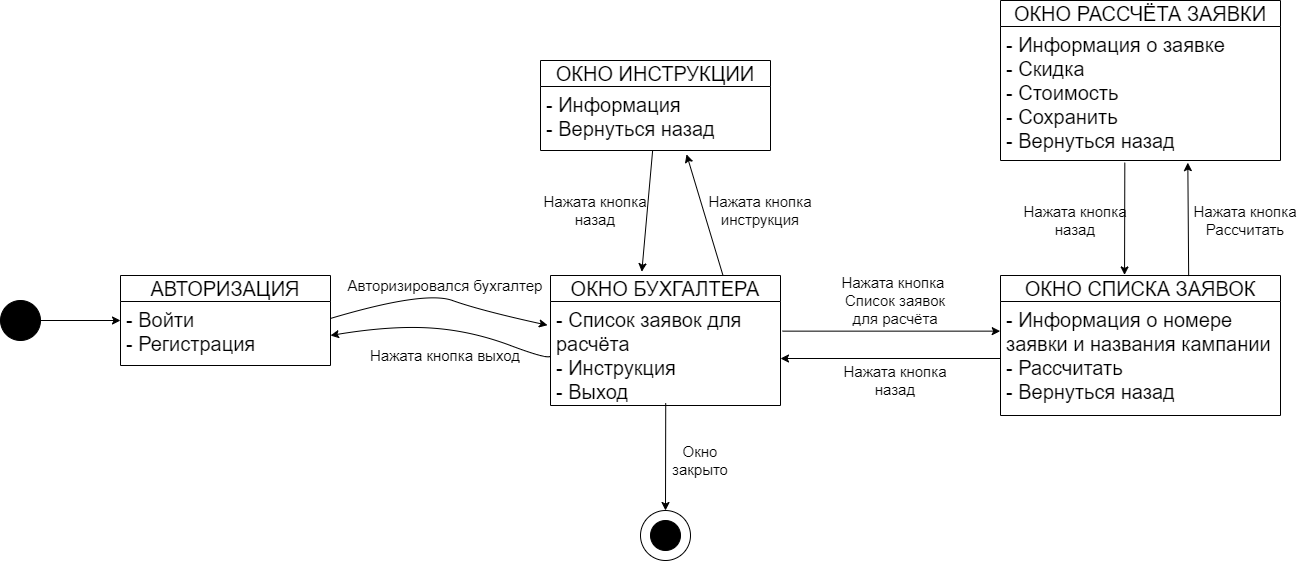 ОКНО РАССЧЁТА ЗАЯВКИ
- Информация о заявке
- Скидка
- Стоимость
- Сохранить
- Вернуться назад
ОКНО ИНСТРУКЦИИ
- Информация
- Вернуться назад
Нажата кнопка
назад
Нажата кнопка
инструкция
Нажата кнопка
назад
Нажата кнопка
Рассчитать
АВТОРИЗАЦИЯ
- Войти
- Регистрация
Авторизировался бухгалтер
Нажата кнопка выход
ОКНО БУХГАЛТЕРА
- Список заявок для
расчёта
- Инструкция
- Выход
Нажата кнопка
Список заявок
для расчёта
Нажата кнопка
назад
ОКНО СПИСКА ЗАЯВОК
- Информация о номере
заявки и названия кампании
- Рассчитать
- Вернуться назад
Окно
закрыто